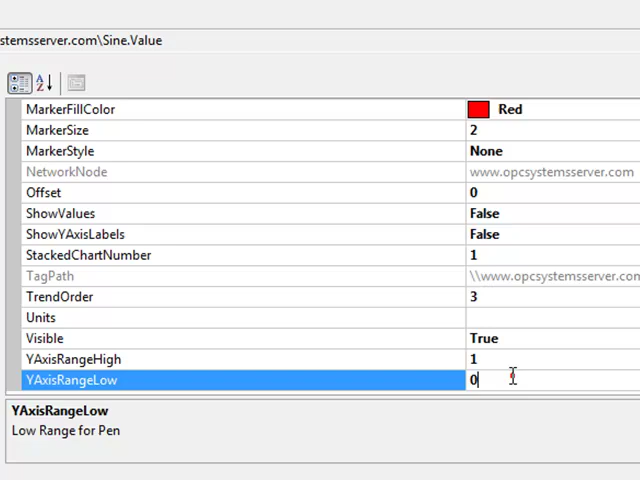 stemsserver.com\Sine.Value
MarkerFillColor Red
MarkerSize 2
MarkerStyle None
NetworkNode www.opcsystemsserver.com
Offset 0
ShowValues False
ShowYAxisLabels False
StackedChartNumber 1
TagPath \\www.opcsystemsserver.com
TrendOrder 3
Units
Visible True
YAxisRangeHigh 1
YAxisRangeLow 0
YAxisRangeLow
Low Range for Pen